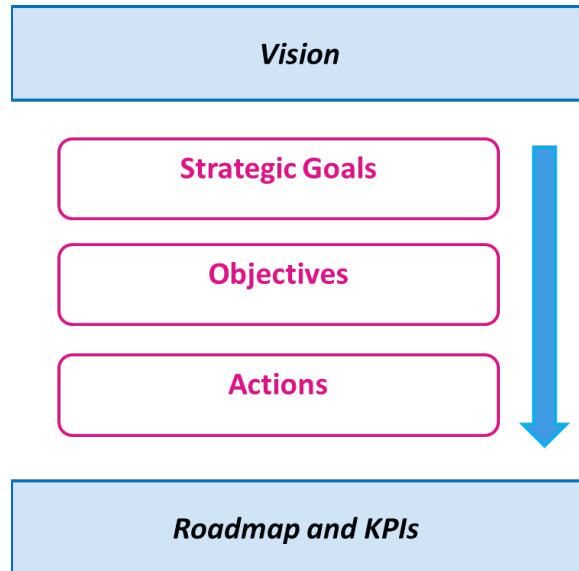 Vision
Strategic Goals
Objectives
Actions
Roadmap and KPIs